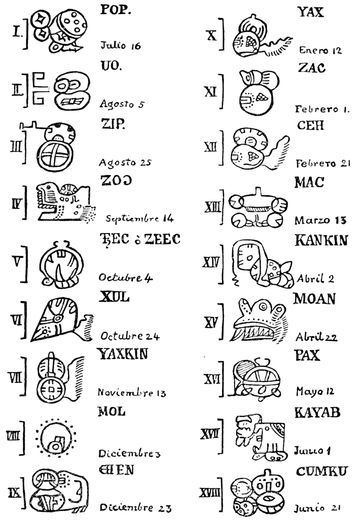 POP.
I.
Julio 16
UO.
II
Agosto 5
ZIP.
III
Agosto 25
ZOƆ
IV
Septiembre 14
ꞆEC ó ZEEC
V
Octubre 4
XUL
VI
Octubre 24
YAXKIN
VII
Noviembre 13
MOL
VIII
Diciembre 3
CHEN
IX
Diciembre 23
YAX
X
Enero 12
ZAC
XI
Febrero 1.
CEH
XII
Febrero 21
MAC
XIII
Marzo 13
KANKIN
XIV
Abril 2
MOAN
XV
Abril 22
PAX
XVI
Mayo 12
KAYAB
XVII
Junio 1
CUMKU
XVIII
Junio 21